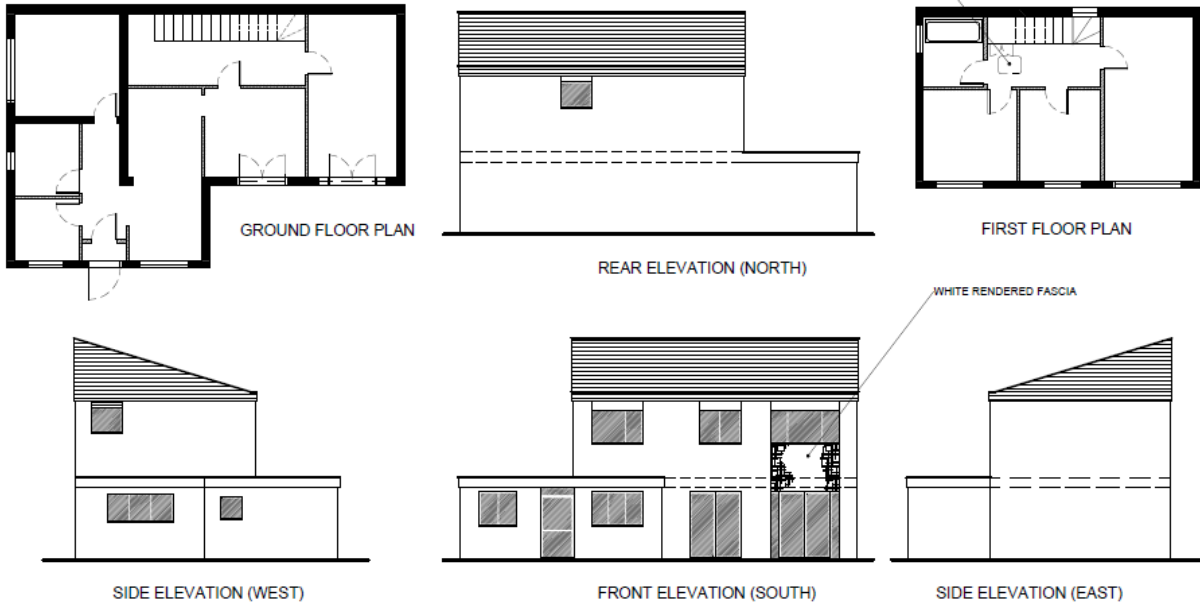 GROUND FLOOR PLAN
REAR ELEVATION (NORTH)
FIRST FLOOR PLAN
WHITE RENDERED FASCIA
SIDE ELEVATION (WEST)
FRONT ELEVATION (SOUTH)
SIDE ELEVATION (EAST)